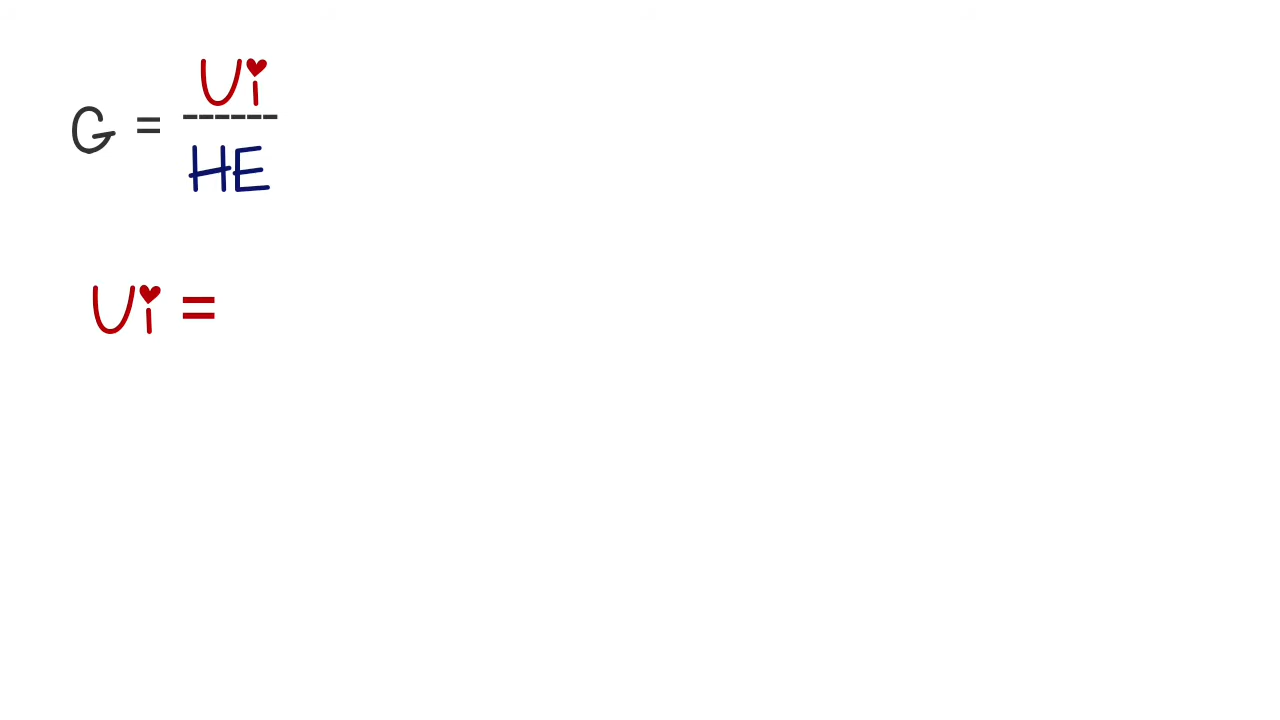 Ui
G = ------
HE
Ui =